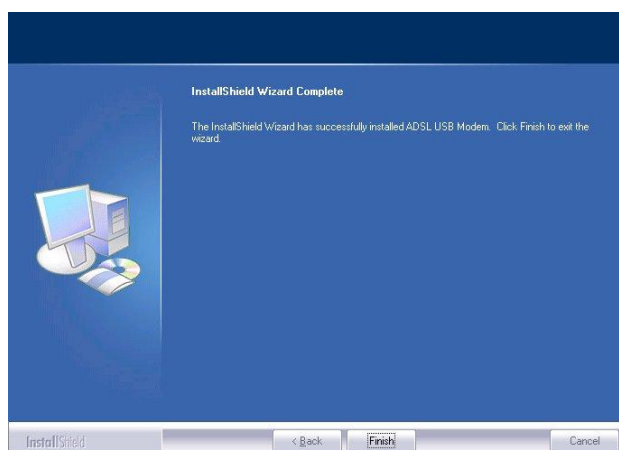 InstallShield Wizard Complete
The InstallShield Wizard has successfully installed ADSL USB Modem. Click Finish to exit the
wizard.
InstallShield
< Back
Finish
Cancel